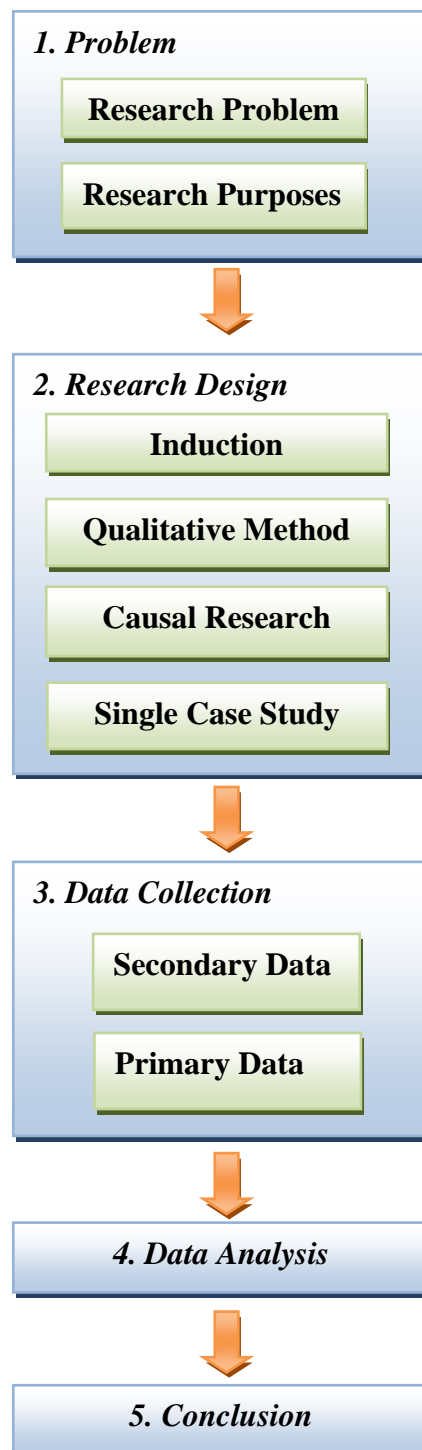 1. Problem
Research Problem
Research Purposes
2. Research Design
Induction
Qualitative Method
Causal Research
Single Case Study
3. Data Collection
Secondary Data
Primary Data
4. Data Analysis
5. Conclusion